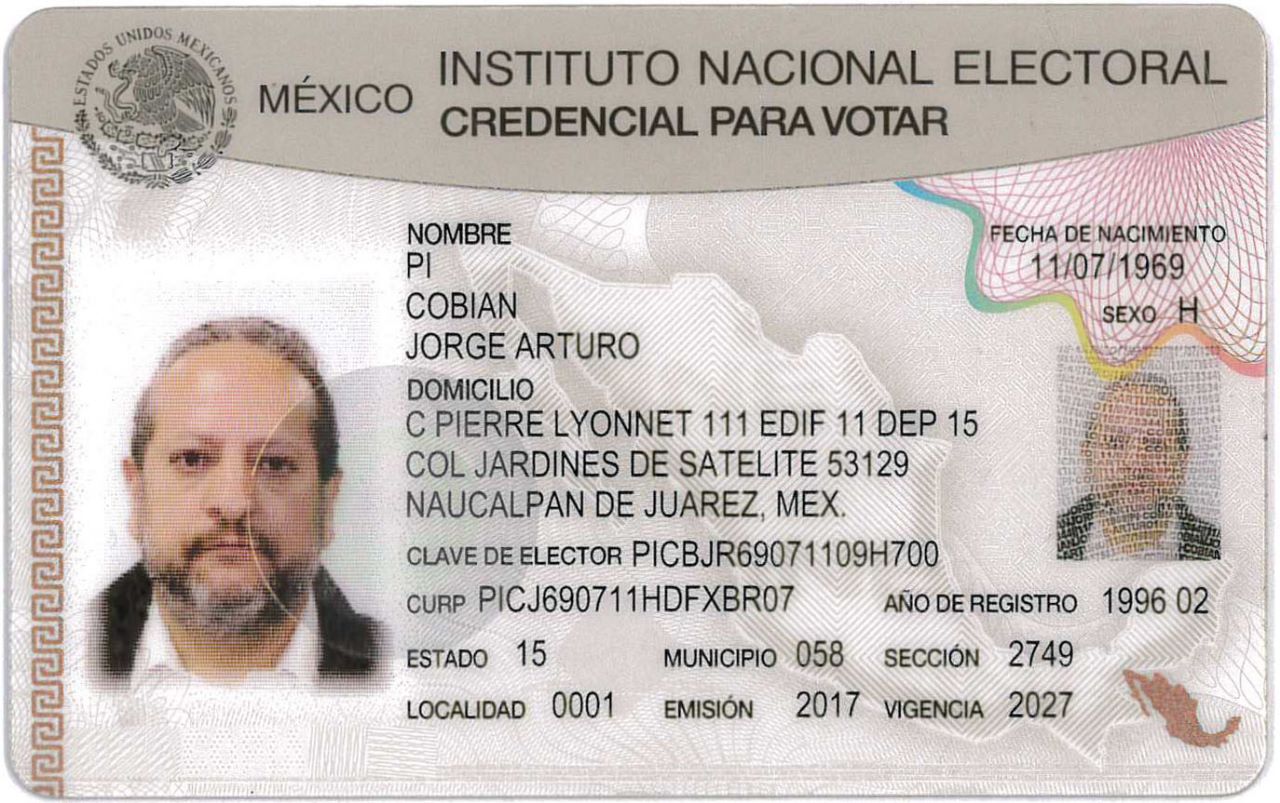 ESTADOS UNIDOS MEXICANOS
MÉXICO
INSTITUTO NACIONAL ELECTORAL
CREDENCIAL PARA VOTAR
NOMBRE
PI
COBIAN
JORGE ARTURO
FECHA DE NACIMIENTO
11/07/1969
SEXO H
DOMICILIO
C PIERRE LYONNET 111 EDIF 11 DEP 15
COL JARDINES DE SATELITE 53129
NAUCALPAN DE JUAREZ, MEX.
CLAVE DE ELECTOR PICBJR69071109H700
CURP PICJ690711HDFXBR07 AÑO DE REGISTRO 1996 02
ESTADO 15 MUNICIPIO 058 SECCIÓN 2749
LOCALIDAD 0001 EMISIÓN 2017 VIGENCIA 2027